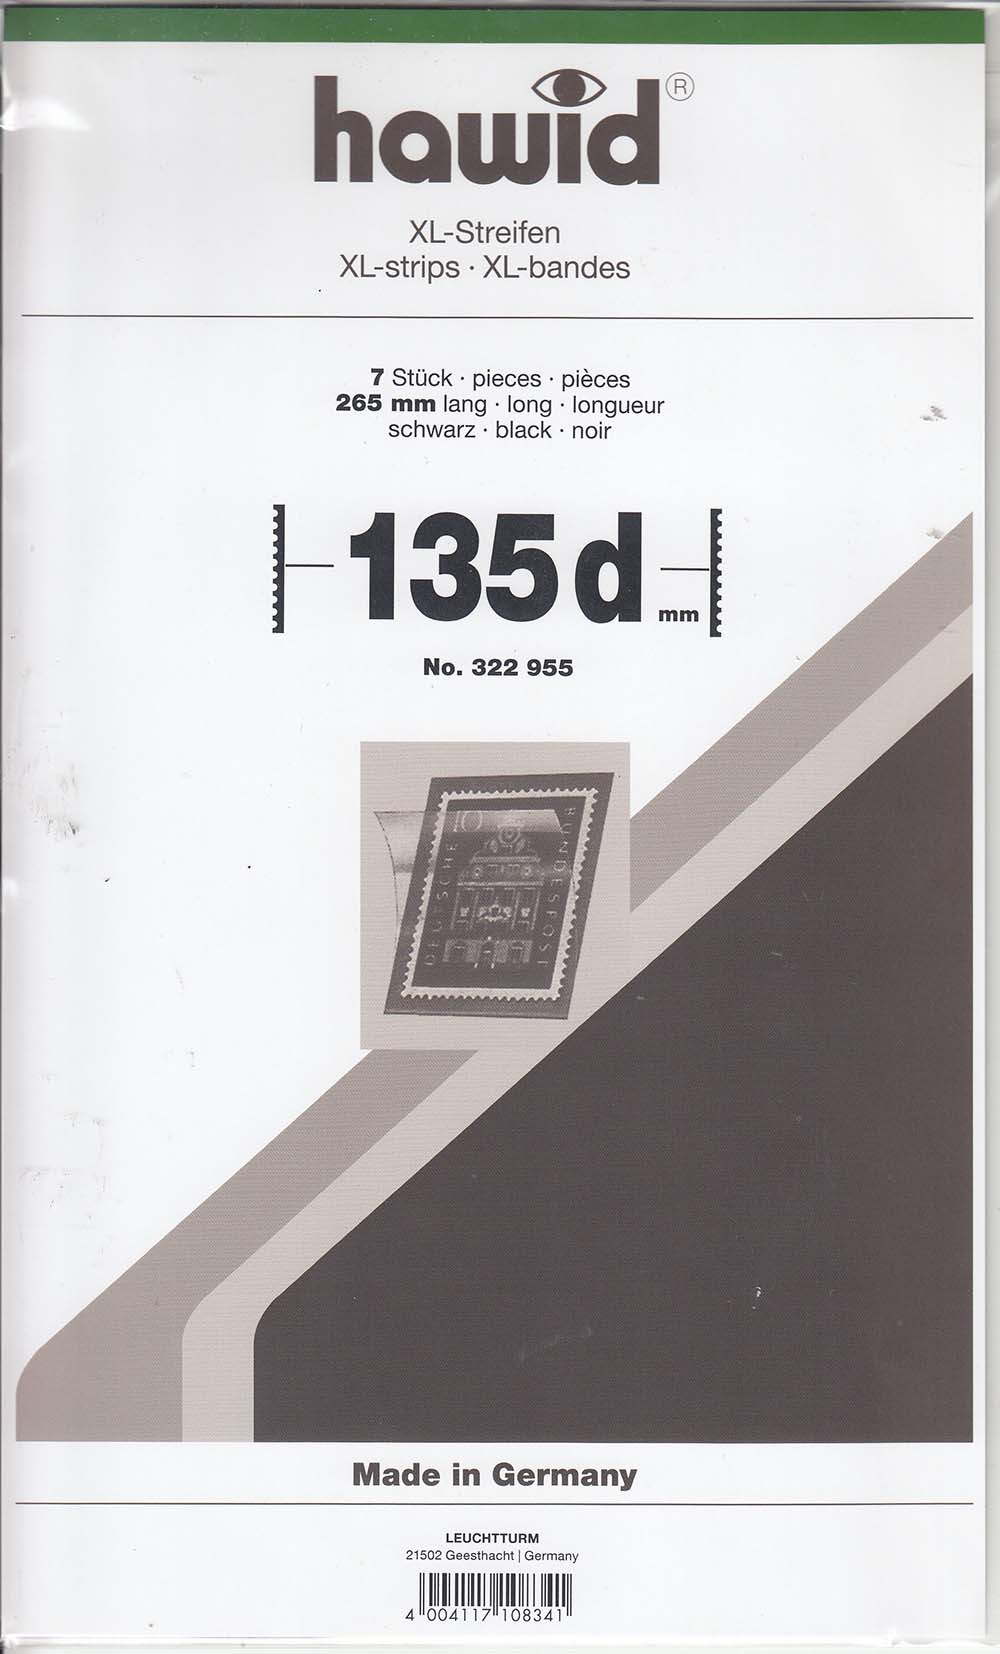 hawid®
XL-Streifen
XL-strips · XL-bandes
7 Stück · pieces · pièces
265 mm lang · long · longueur
schwarz · black · noir
135 d mm
No. 322 955
10
DEUTSCHE
BUNDESPOST
Made in Germany
LEUCHTTURM
21502 Geesthacht | Germany
4 004117 108341